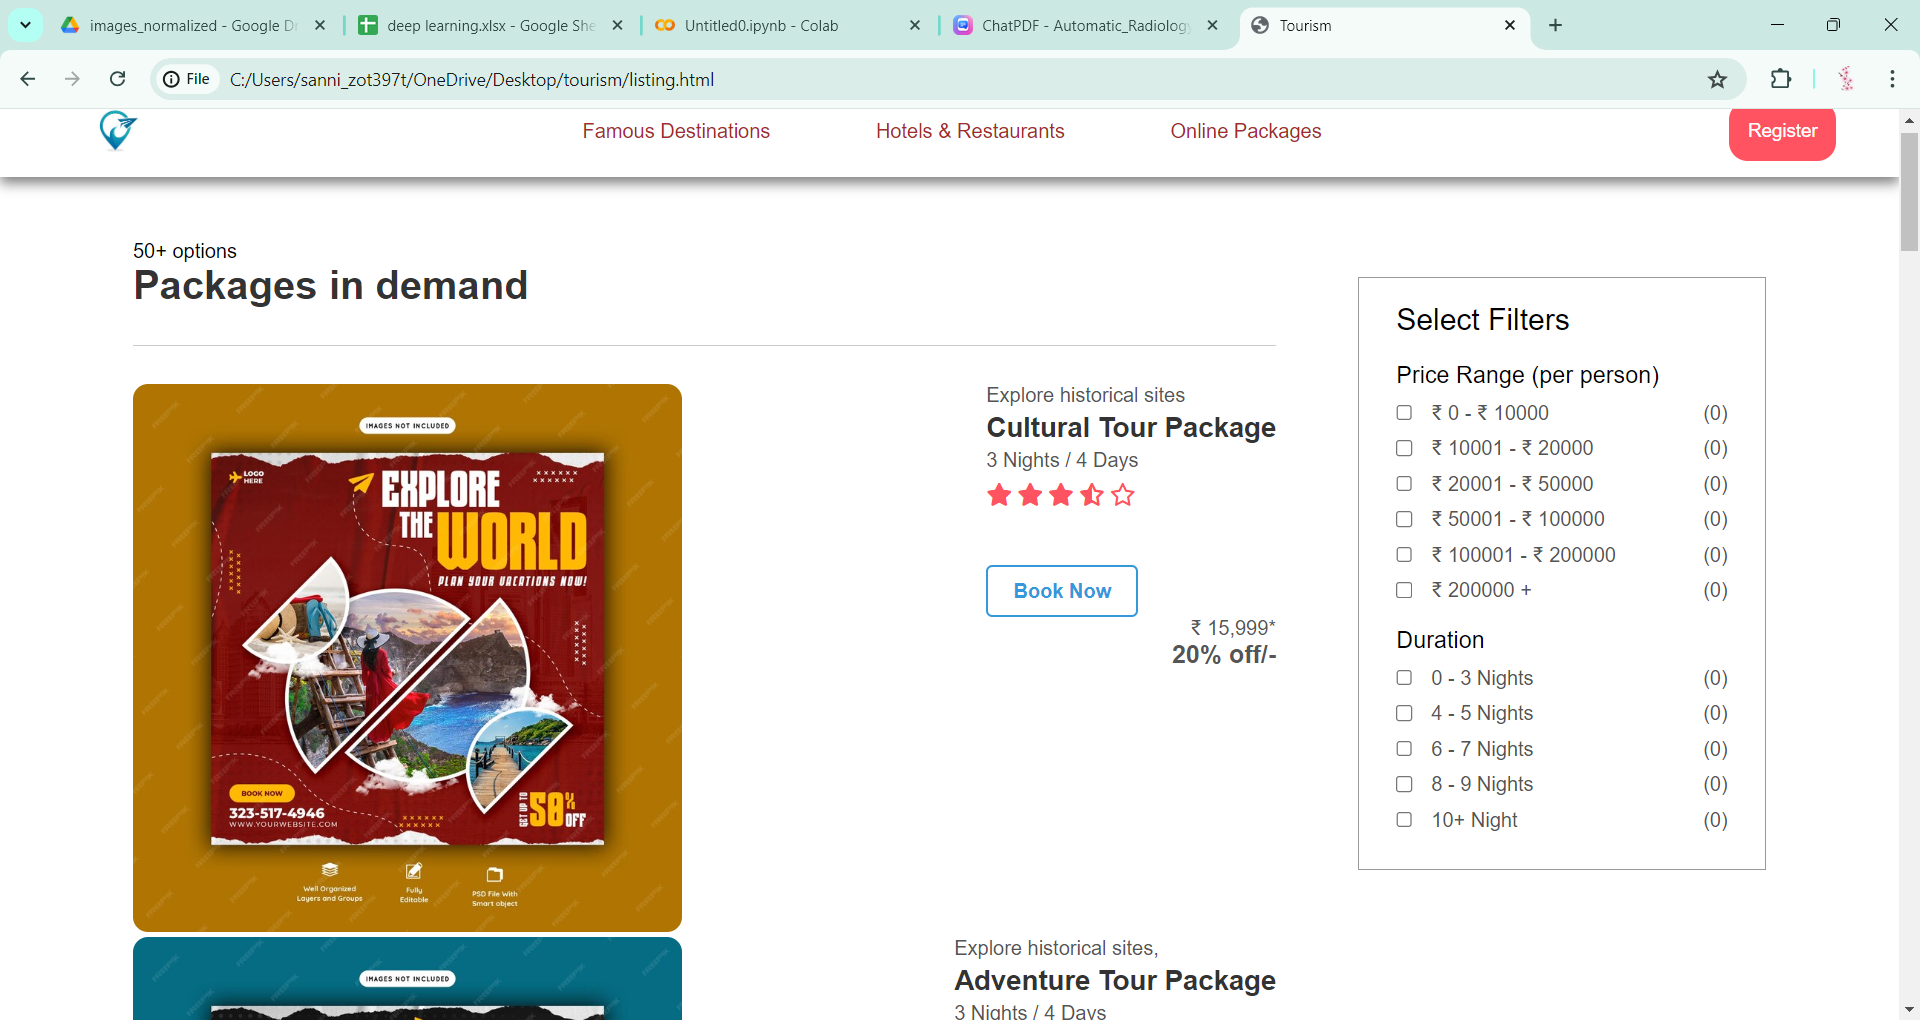 images_normalized - Google Dr
deep learning.xlsx - Google She
Untitled0.ipynb - Colab
ChatPDF - Automatic_Radiology
Tourism
File
C:/Users/sanni_zot397t/OneDrive/Desktop/tourism/listing.html
Famous Destinations
Hotels & Restaurants
Online Packages
Register
50+ options
Packages in demand
IMAGES NOT INCLUDED
LOGO
HERE
EXPLORE
THE WORLD
PLAN YOUR VACATIONS NOW!
BOOK NOW
323-517-4946
WWW.YOURWEBSITE.COM
GET UP TO
50% OFF
Well Organized
Layers and Groups
Fully
Editable
PSD File With
Smart object
Explore historical sites
Cultural Tour Package
3 Nights / 4 Days
Book Now
₹ 15,999*
20% off/-
IMAGES NOT INCLUDED
Explore historical sites,
Adventure Tour Package
3 Nights / 4 Days
Select Filters
Price Range (per person)
₹ 0 - ₹ 10000 (0)
₹ 10001 - ₹ 20000 (0)
₹ 20001 - ₹ 50000 (0)
₹ 50001 - ₹ 100000 (0)
₹ 100001 - ₹ 200000 (0)
₹ 200000 + (0)
Duration
0 - 3 Nights (0)
4 - 5 Nights (0)
6 - 7 Nights (0)
8 - 9 Nights (0)
10+ Night (0)